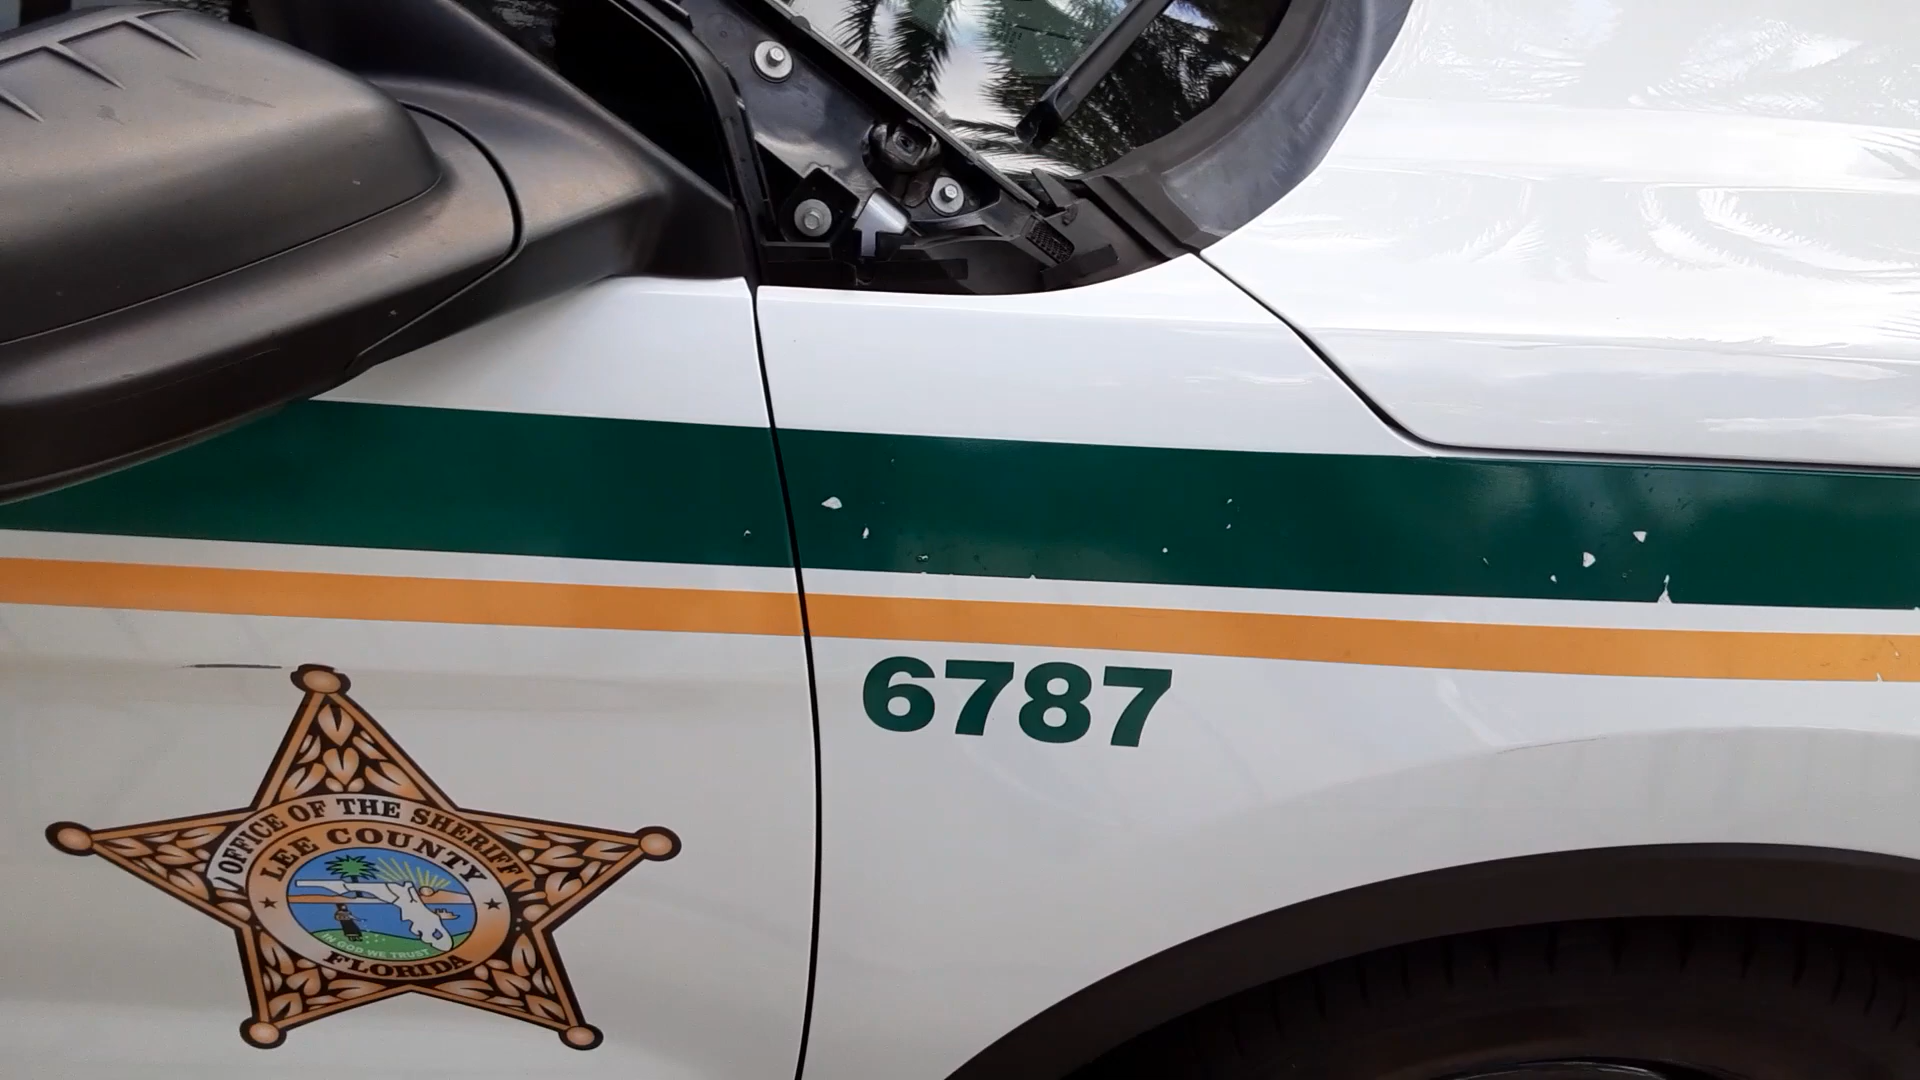 6787
OFFICE OF THE SHERIFF
LEE COUNTY
IN GOD WE TRUST
FLORIDA